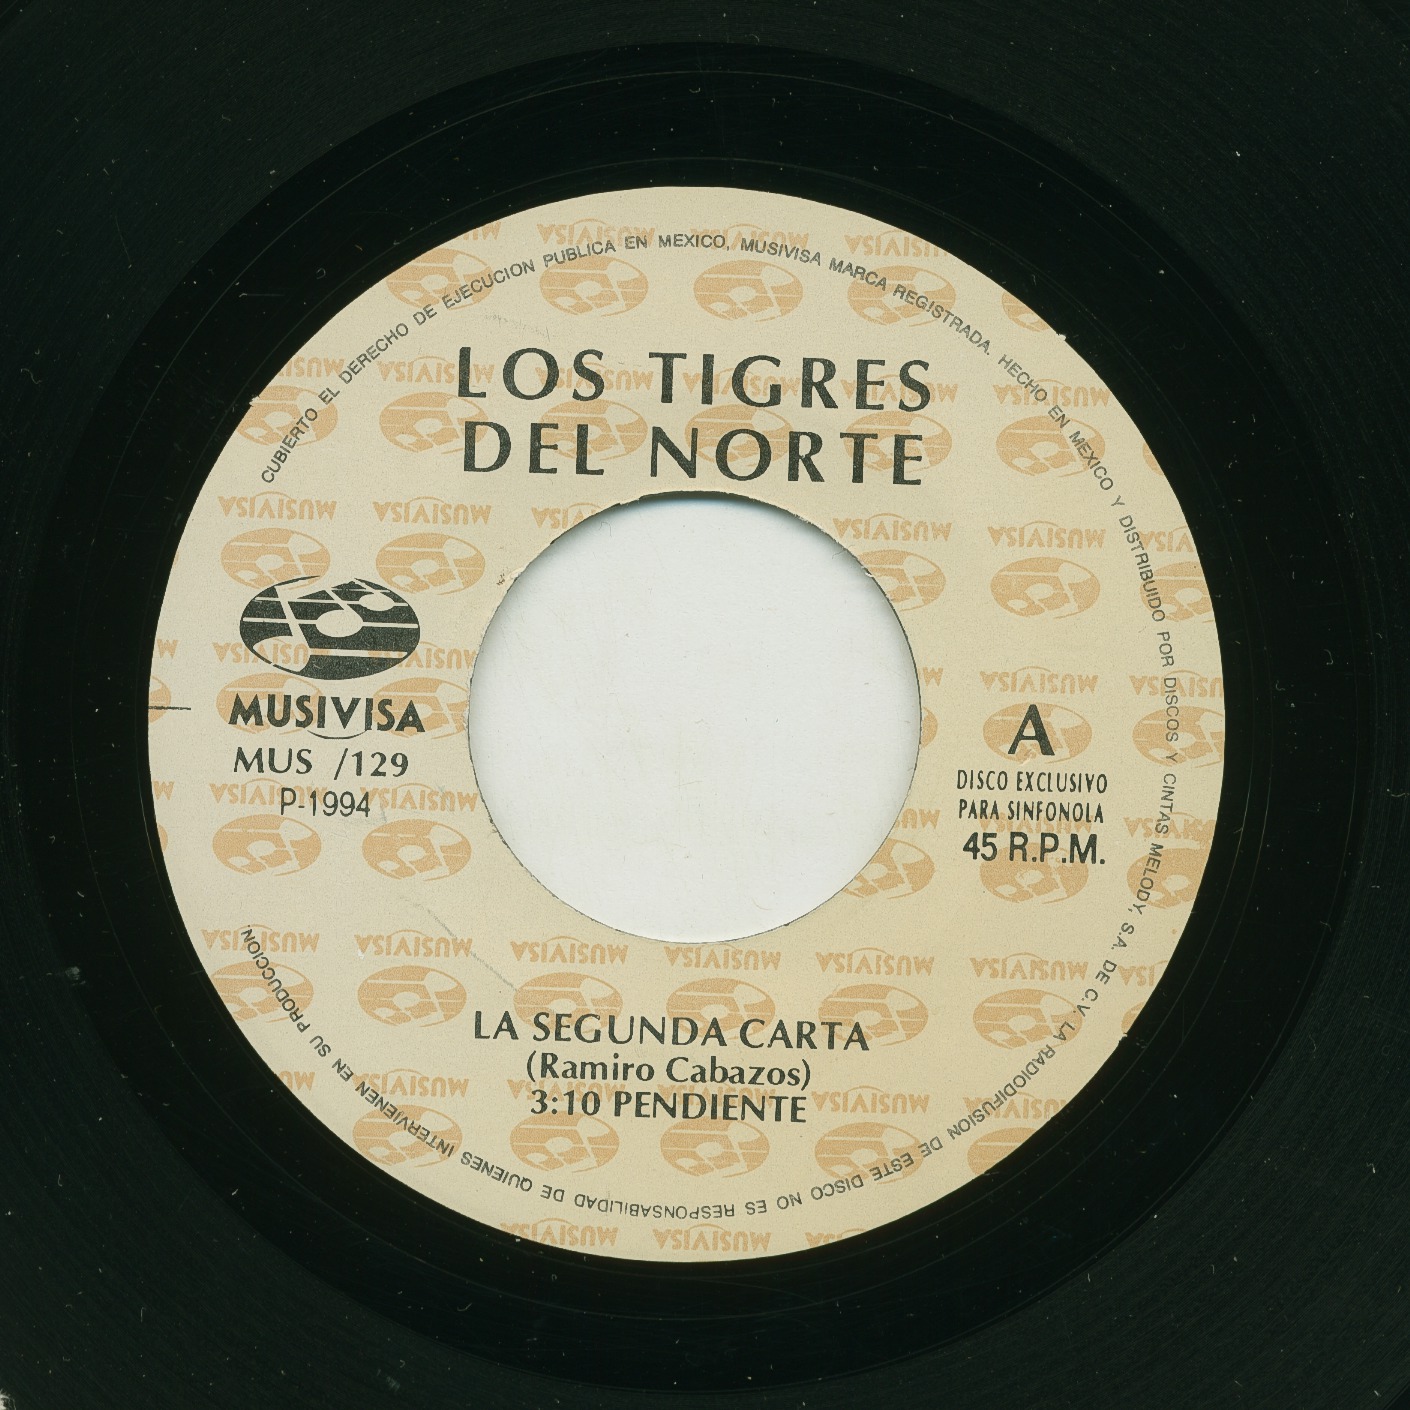 CUBIERTO EL DERECHO DE EJECUCION PUBLICA EN MEXICO, MUSIVISA MARCA REGISTRADA. HECHO EN MEXICO Y DISTRIBUIDO POR DISCOS Y CINTAS MELODY, S.A. DE C.V. LA RADIODIFUSION DE ESTE DISCO NO ES RESPONSABILIDAD DE QUIENES INTERVIENEN EN SU PRODUCCION.
LOS TIGRES
DEL NORTE
MUSIVISA
MUS /129
P-1994
A
DISCO EXCLUSIVO
PARA SINFONOLA
45 R.P.M.
LA SEGUNDA CARTA
(Ramiro Cabazos)
3:10 PENDIENTE